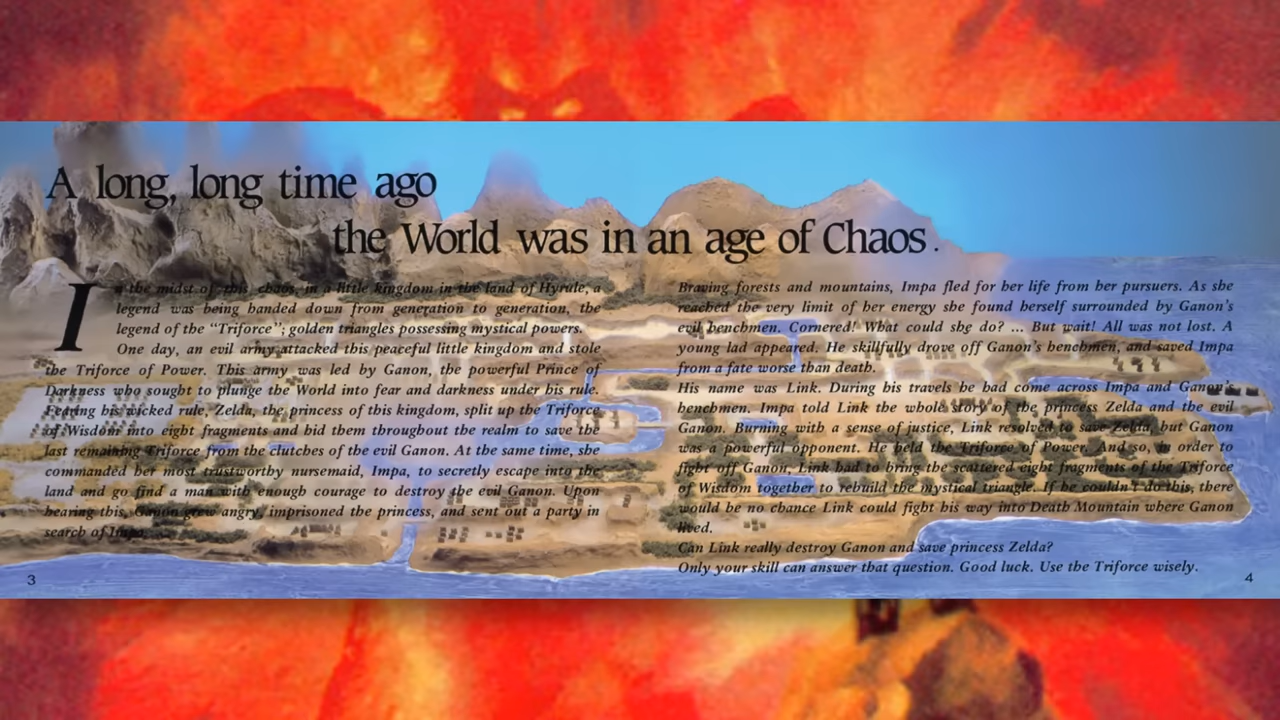 A long, long time ago
the World was in an age of Chaos.
In the midst of this chaos, in a little kingdom in the land of Hyrule, a
legend was being handed down from generation to generation, the
legend of the “Triforce”; golden triangles possessing mystical powers.
One day, an evil army attacked this peaceful little kingdom and stole
the Triforce of Power. This army was led by Ganon, the powerful Prince of
Darkness who sought to plunge the World into fear and darkness under his rule.
Fearing his wicked rule, Zelda, the princess of this kingdom, split up the Triforce
of Wisdom into eight fragments and hid them throughout the realm to save the
last remaining Triforce from the clutches of the evil Ganon. At the same time, she
commanded her most trustworthy nursemaid, Impa, to secretly escape into the
land and go find a man with enough courage to destroy the evil Ganon. Upon
hearing this, Ganon grew angry, imprisoned the princess, and sent out a party in
search of Impa.
3
Braving forests and mountains, Impa fled for her life from her pursuers. As she
reached the very limit of her energy she found herself surrounded by Ganon's
evil henchmen. Cornered! What could she do? ... But wait! All was not lost. A
young lad appeared. He skillfully drove off Ganon's henchmen, and saved Impa
from a fate worse than death.
His name was Link. During his travels he had come across Impa and Ganon's
henchmen. Impa told Link the whole story of the princess Zelda and the evil
Ganon. Burning with a sense of justice, Link resolved to save Zelda, but Ganon
was a powerful opponent. He held the Triforce of Power. And so, in order to
fight off Ganon, Link had to bring the scattered eight fragments of the Triforce
of Wisdom together to rebuild the mystical triangle. If he couldn't do this, there
would be no chance Link could fight his way into Death Mountain where Ganon
lived.
Can Link really destroy Ganon and save princess Zelda?
Only your skill can answer that question. Good luck. Use the Triforce wisely.
4